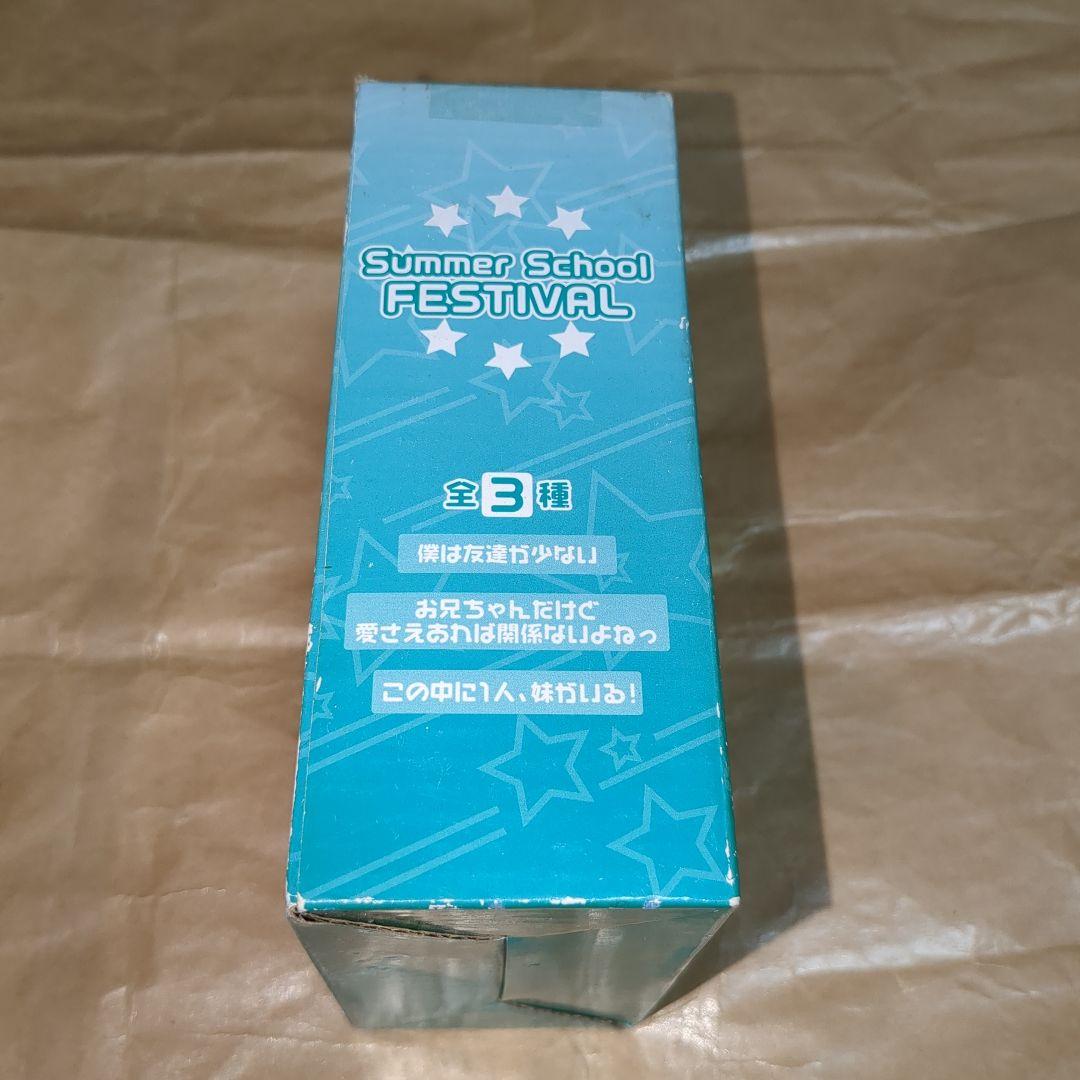 Summer School
FESTIVAL
全3種
僕は友達が少ない
お兄ちゃんだけど
愛さえあれば関係ないよねっ
この中に1人、妹がいる!